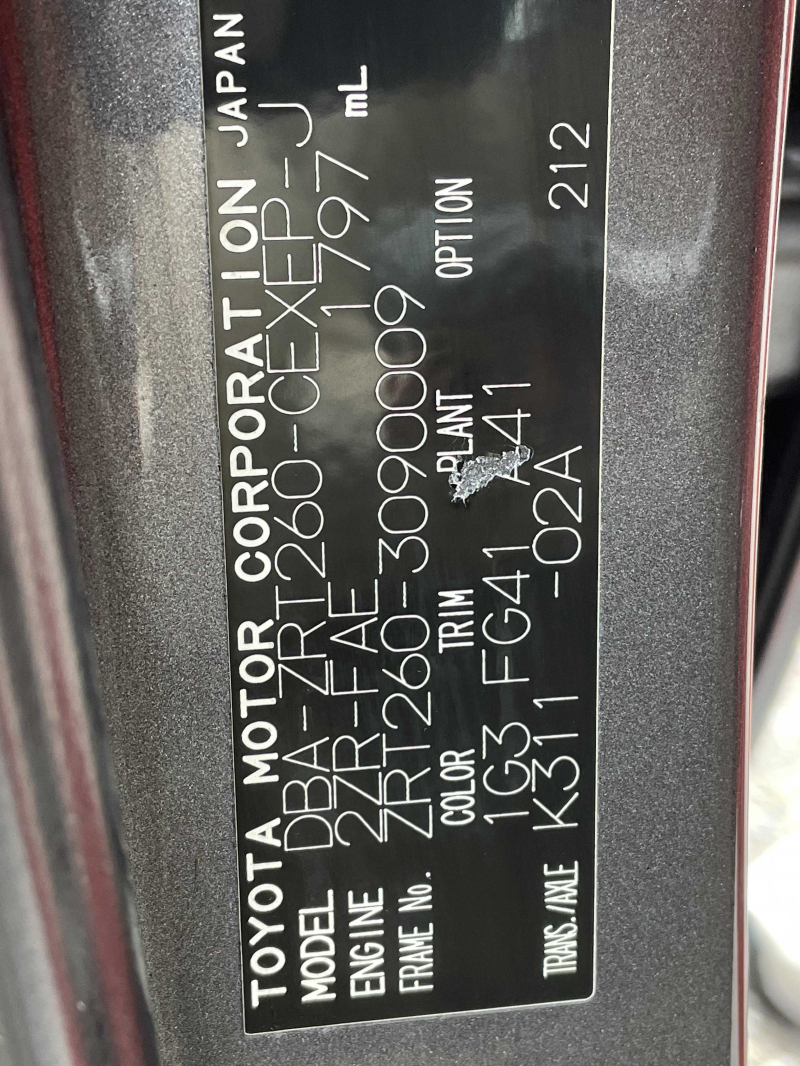 TOYOTA MOTOR CORPORATION JAPAN
MODEL DBA-ZRT260-CEXEP-J
ENGINE 2ZR-FAE 1797 mL
FRAME No. ZRT260-3090009
COLOR TRIM PLANT OPTION
1G3 FG41 A41
TRANS./AXLE K311 -02A 212